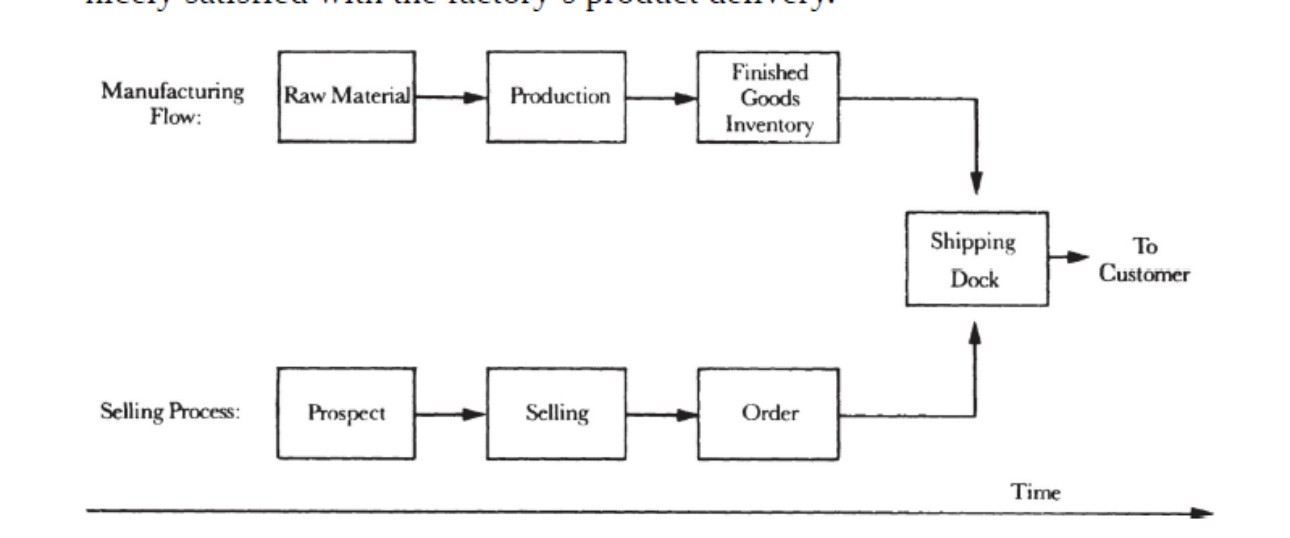 nicely satisfied with the factory's product delivery.
Manufacturing
Flow:
Raw Material
Production
Finished
Goods
Inventory
Shipping
Dock
To
Customer
Selling Process:
Prospect
Selling
Order
Time